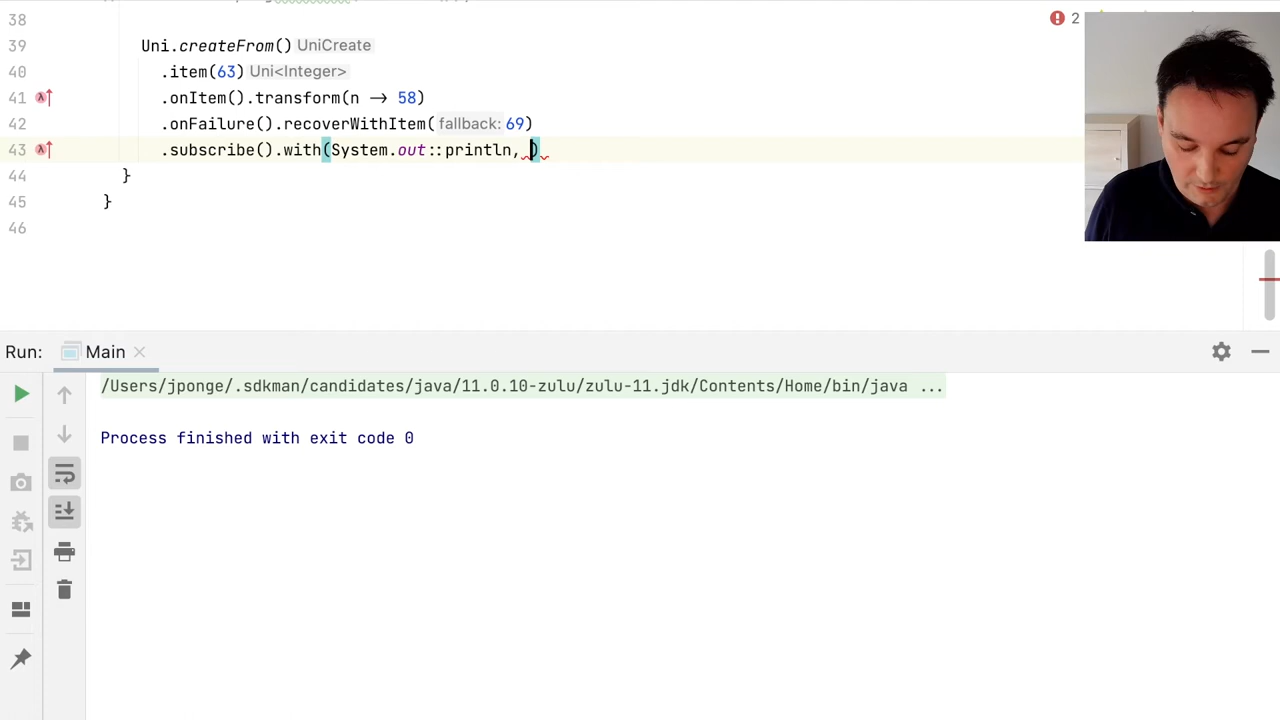 38
39 Uni.createFrom() UniCreate
2
40 .item(63) Uni<Integer>
41 .onItem().transform(n -> 58)
42 .onFailure().recoverWithItem( fallback: 69)
43 .subscribe().with(System.out::println, )
44 }
45 }
46
Run: Main
/Users/jponge/.sdkman/candidates/java/11.0.10-zulu/zulu-11.jdk/Contents/Home/bin/java ...
Process finished with exit code 0